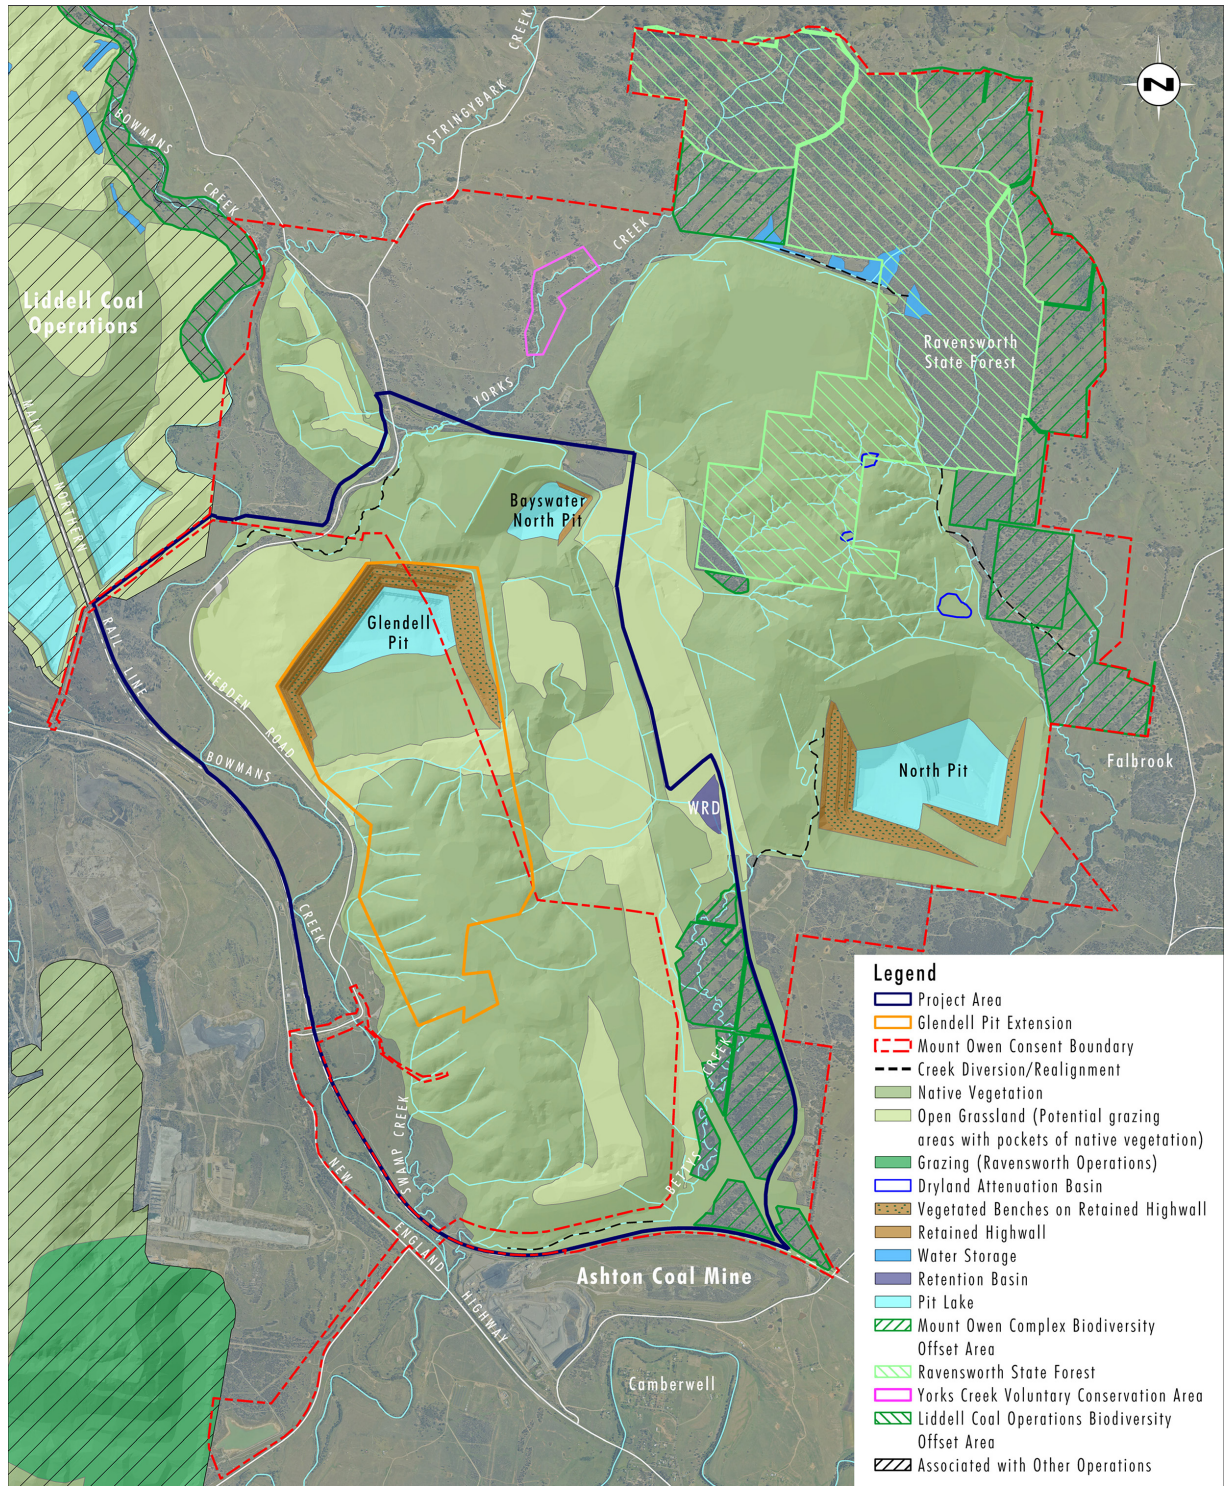 CREEK
STRINGYBARK
BOWMANS
CREEK
CREEK
N
Liddell Coal
Operations
Ravensworth
State Forest
YORKS
MAIN
NORTHERN
RAIL
LINE
Bayswater
North Pit
Glendell
Pit
HEBDEN
ROAD
BOWMANS
CREEK
North Pit
Falbrook
WRD
CREEK
BETTYS
SWAMP CREEK
NEW
ENGLAND
HIGHWAY
Ashton Coal Mine
Camberwell
Legend
Project Area
Glendell Pit Extension
Mount Owen Consent Boundary
Creek Diversion/Realignment
Native Vegetation
Open Grassland (Potential grazing
areas with pockets of native vegetation)
Grazing (Ravensworth Operations)
Dryland Attenuation Basin
Vegetated Benches on Retained Highwall
Retained Highwall
Water Storage
Retention Basin
Pit Lake
Mount Owen Complex Biodiversity
Offset Area
Ravensworth State Forest
Yorks Creek Voluntary Conservation Area
Liddell Coal Operations Biodiversity
Offset Area
Associated with Other Operations